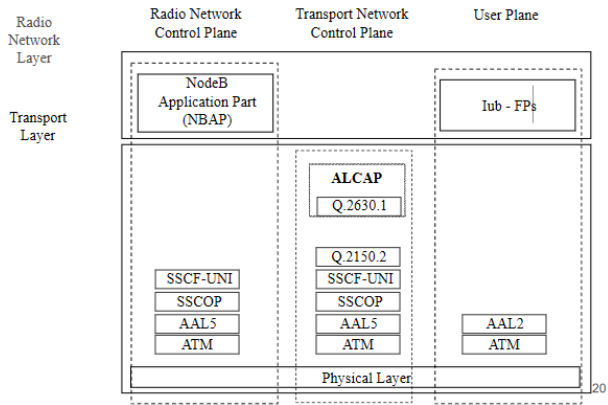 Radio Network
Control Plane
Transport Network
Control Plane
User Plane
Radio
Network
Layer
NodeB
Application Part
(NBAP)
Iub - FPs
Transport
Layer
ALCAP
Q.2630.1
Q.2150.2
SSCF-UNI
SSCF-UNI
SSCOP
SSCOP
AAL5
AAL5
AAL2
ATM
ATM
ATM
Physical Layer
20